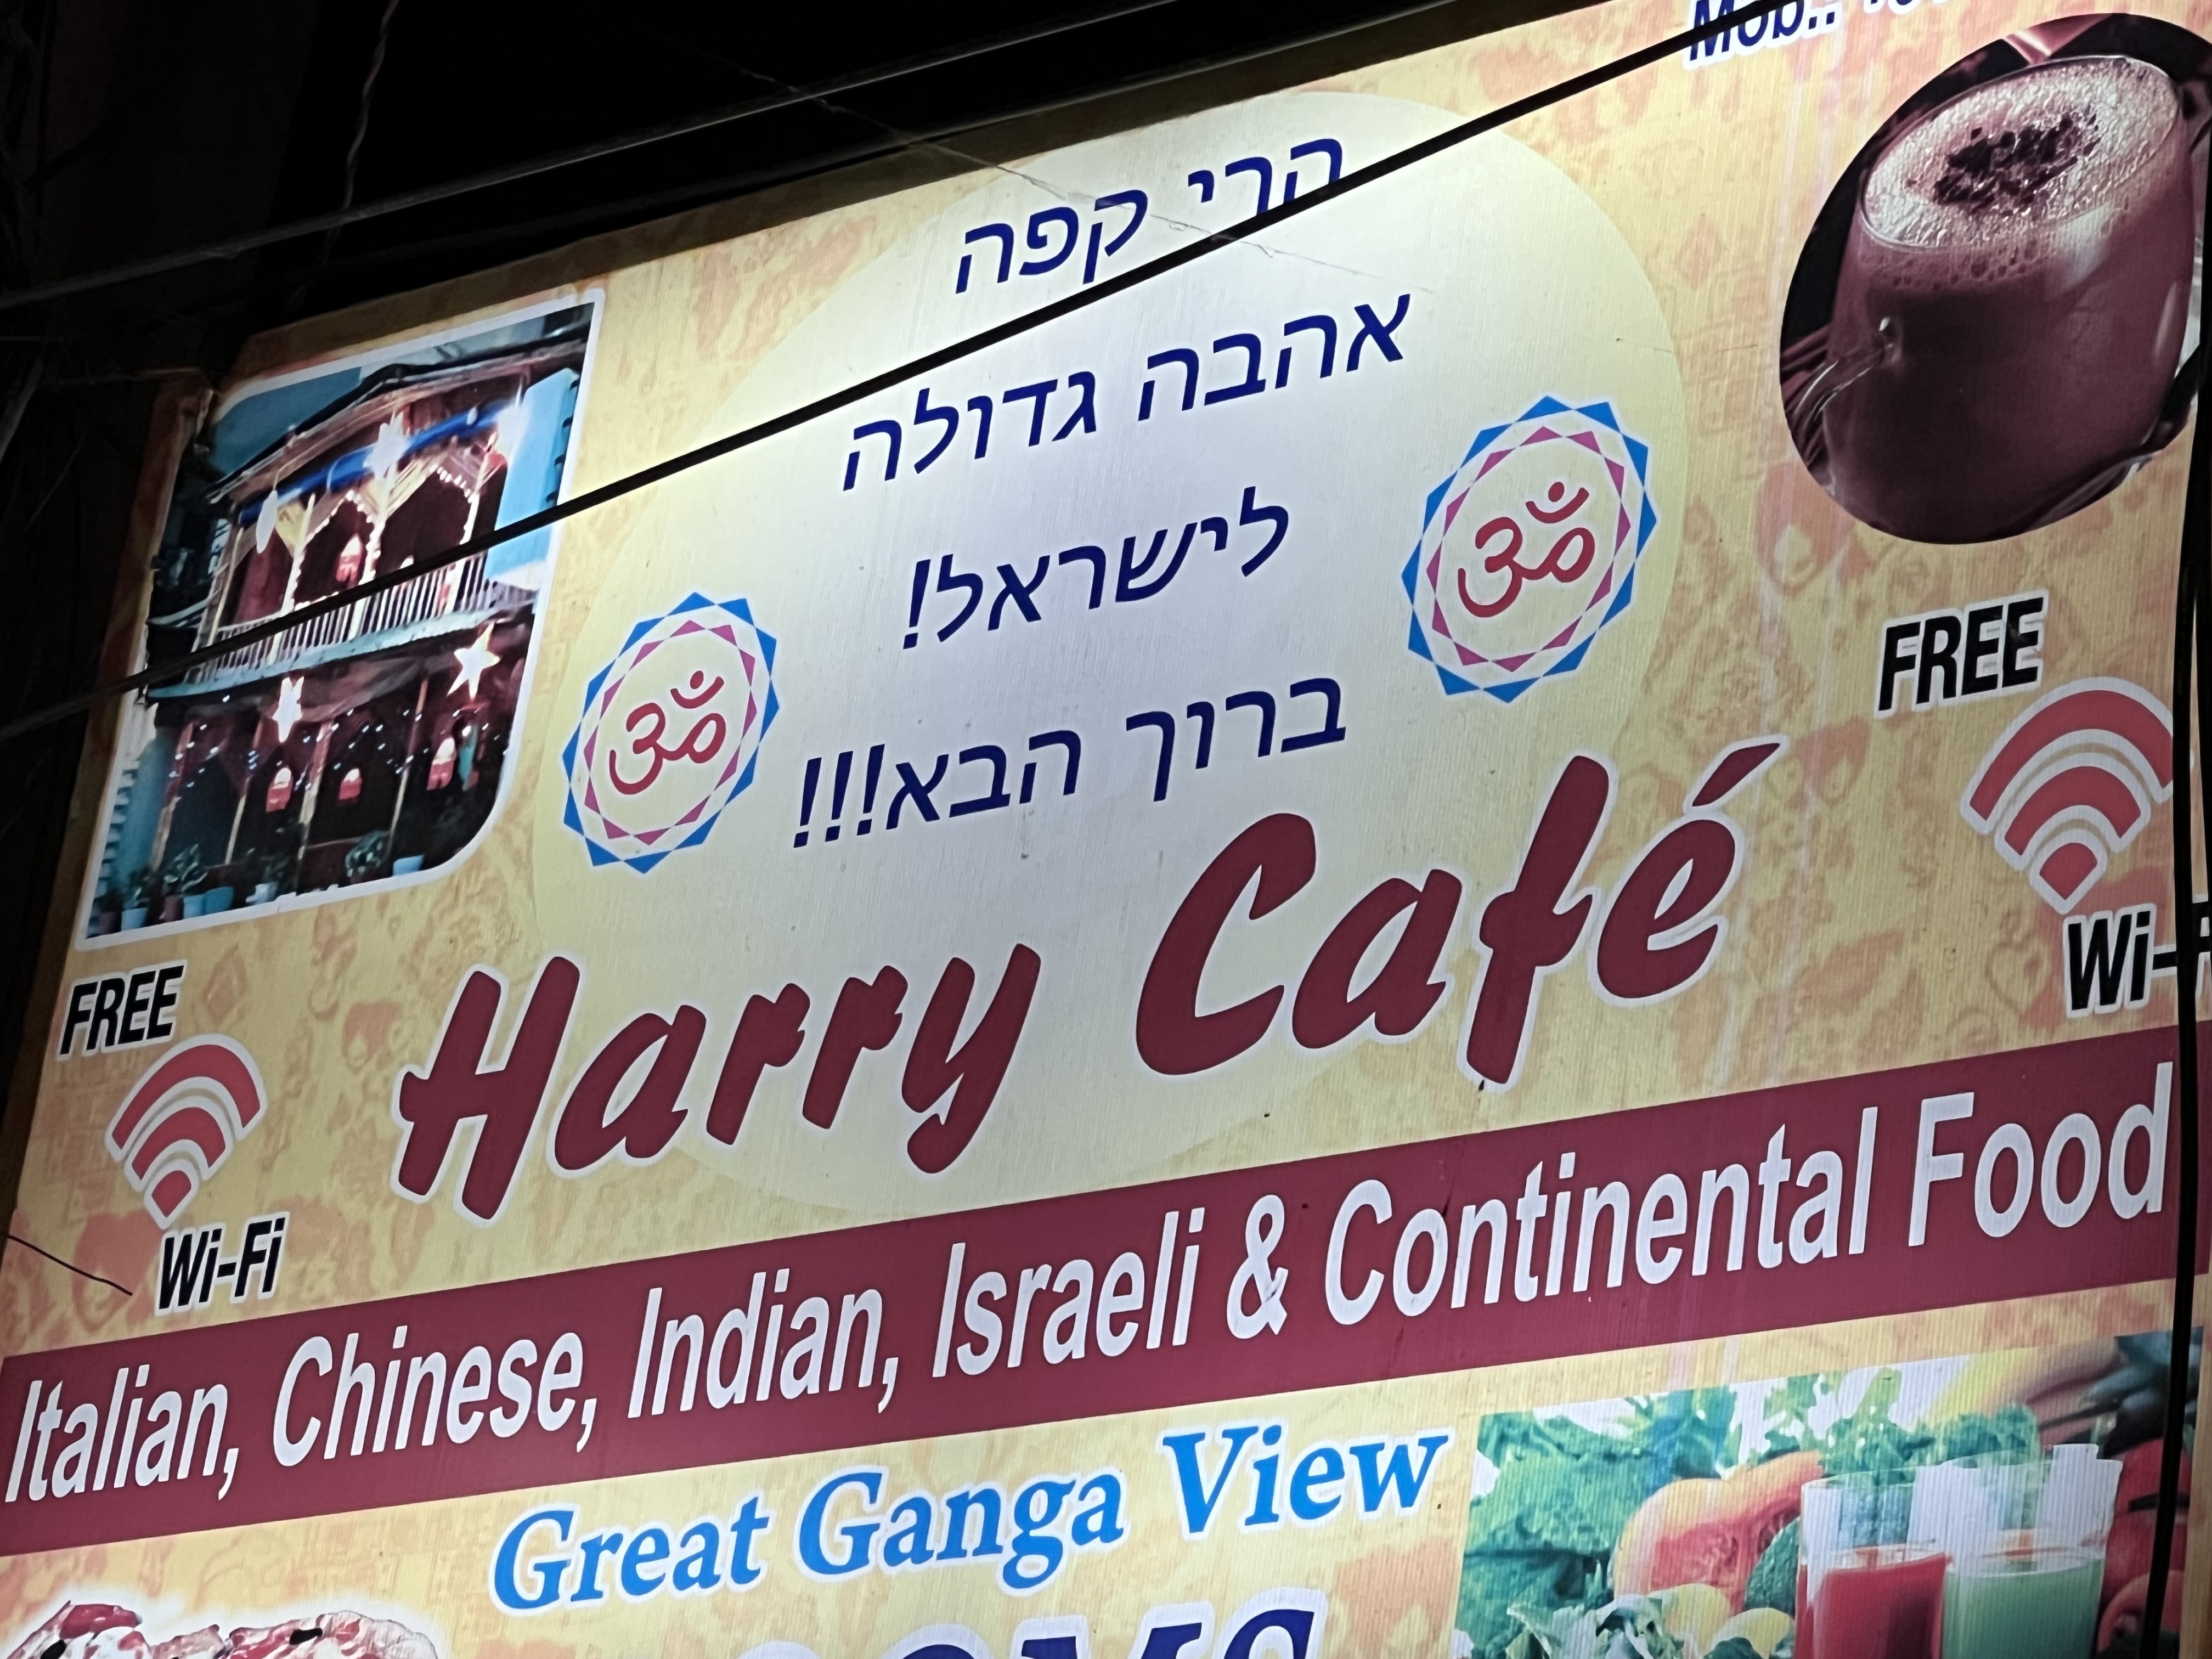 Mob.:
הרי קפה
אהבה גדולה
לישראל!
ॐ
ברוך הבא!!!
ॐ
Harry Café
FREE
Wi-Fi
FREE
Italian, Chinese, Indian, Israeli & Continental Food
Great Ganga View